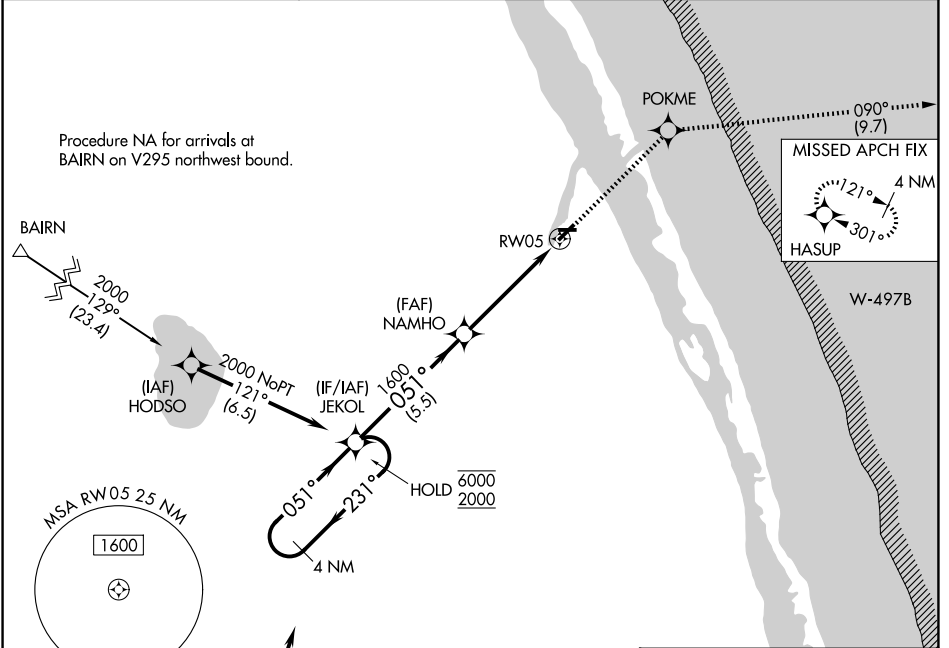 POKME
090°
(9.7)
Procedure NA for arrivals at
BAIRN on V295 northwest bound.
MISSED APCH FIX
4 NM
121°
301°
HASUP
BAIRN
2000
129°
(23.4)
RW05
W-497B
(FAF)
NAMHO
2000 NoPT
121°
(6.5)
(IAF)
HODSO
(IF/IAF)
JEKOL
1600
051°
(5.5)
HOLD 6000
2000
051°
231°
4 NM
MSA RW05 25 NM
1600